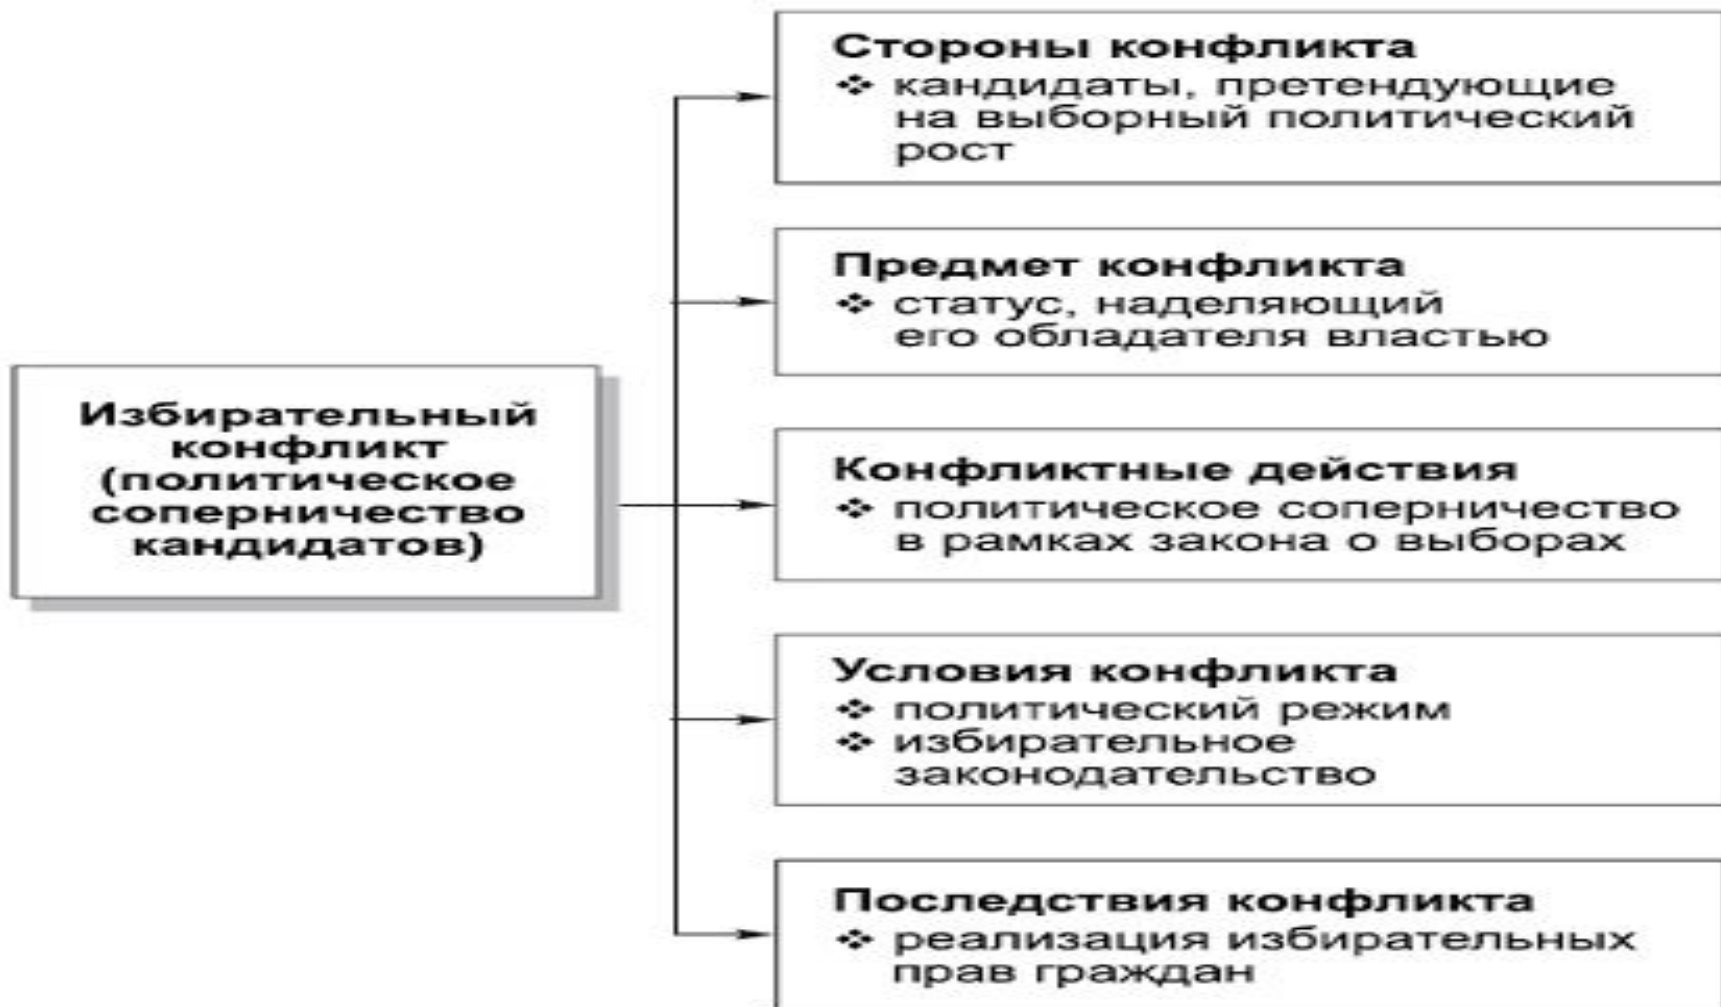 Избирательный
конфликт
(политическое
соперничество
кандидатов)
Стороны конфликта
❖ кандидаты, претендующие
на выборный политический
рост
Предмет конфликта
❖ статус, наделяющий
его обладателя властью
Конфликтные действия
❖ политическое соперничество
в рамках закона о выборах
Условия конфликта
❖ политический режим
❖ избирательное
законодательство
Последствия конфликта
❖ реализация избирательных
прав граждан